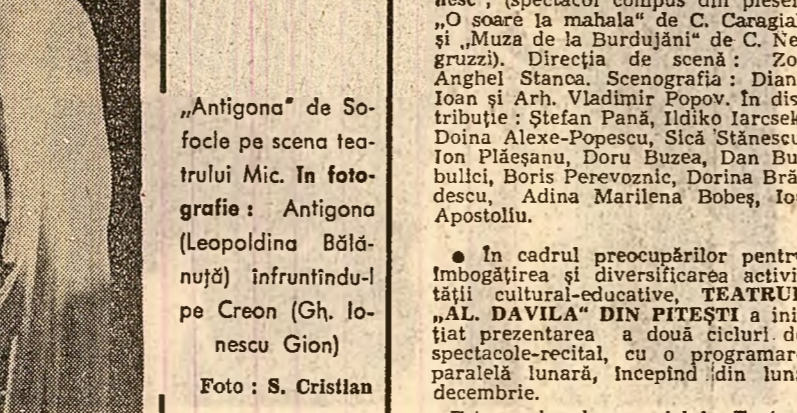 „Antigona" de So-
focle pe scena tea-
trului Mic. In foto-
grafie : Antigona
(Leopoldina Bălă-
nuță) înfruntîndu-l
pe Creon (Gh. Io-
nescu Gion)
Foto : S. Cristian
„O soare la mahala" de C. Caragial
și „Muza de la Burdujăni" de C. Ne
gruzzi). Direcția de scenă : Zo
Anghel Stanca. Scenografia : Dian
Ioan și Arh. Vladimir Popov. În dis
tribuție : Ștefan Pană, Ildiko Iarcsek
Doina Alexe-Popescu, Sică Stănescu
Ion Plăeșanu, Doru Buzea, Dan Bu
bulici, Boris Perevoznic, Dorina Bră
descu, Adina Marilena Bobeș, Io
Apostoliu.
● În cadrul preocupărilor pentru
îmbogățirea și diversificarea activi
tății cultural-educative, TEATRUL
„AL. DAVILA" DIN PITEȘTI a ini
țiat prezentarea a două cicluri d
spectacole-recital, cu o programar
paralelă lunară, începînd din lun
decembrie.